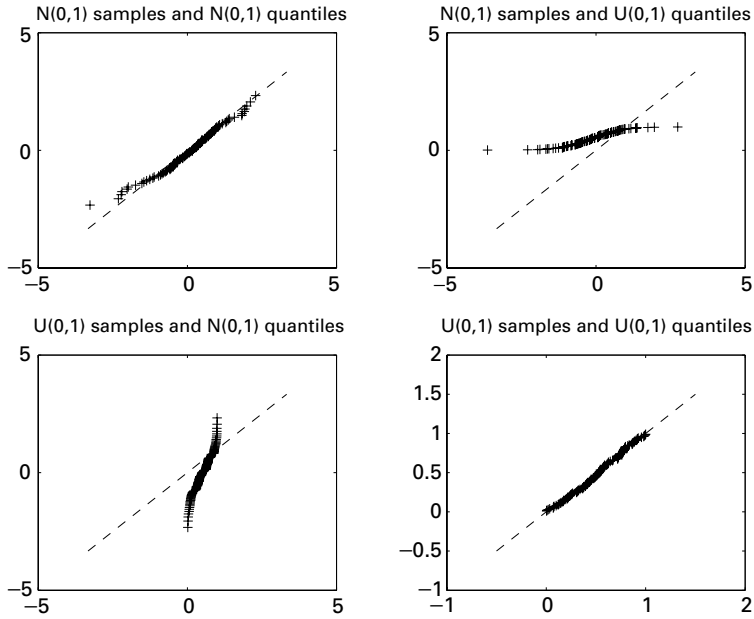 N(0,1) samples and N(0,1) quantiles
5
0
−5
−5 0 5
N(0,1) samples and U(0,1) quantiles
5
0
−5
−5 0 5
U(0,1) samples and N(0,1) quantiles
5
0
−5
−5 0 5
U(0,1) samples and U(0,1) quantiles
2
1.5
1
0.5
0
−0.5
−1
−1 0 1 2